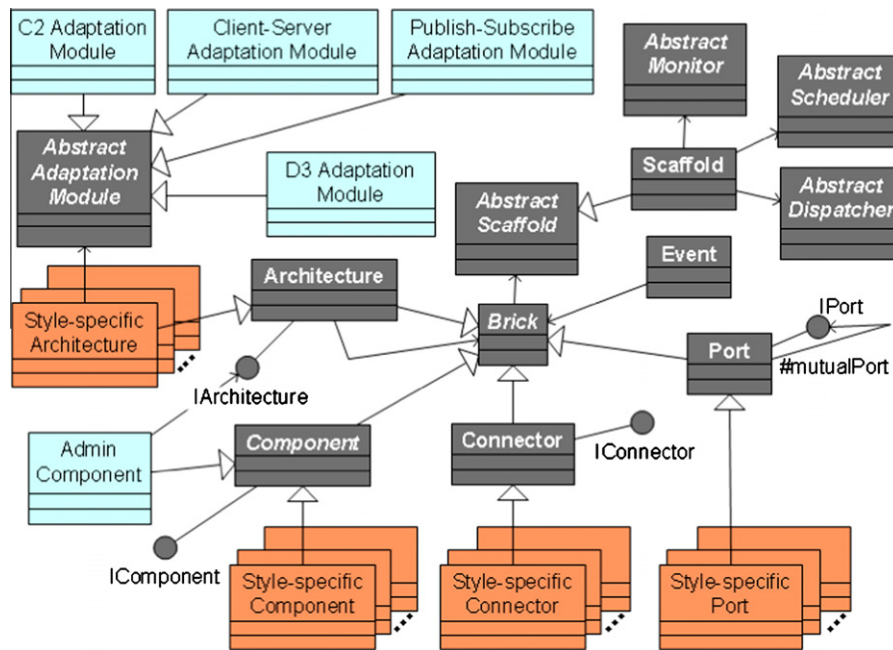 C2 Adaptation
Module
Client-Server
Adaptation Module
Publish-Subscribe
Adaptation Module
Abstract
Monitor
Abstract
Scheduler
Abstract
Adaptation
Module
D3 Adaptation
Module
Scaffold
Abstract
Scaffold
Abstract
Dispatcher
Architecture
Event
Style-specific
Architecture
Brick
IPort
Port
#mutualPort
IArchitecture
Admin
Component
Component
Connector
IConnector
IComponent
Style-specific
Component
Style-specific
Connector
Style-specific
Port